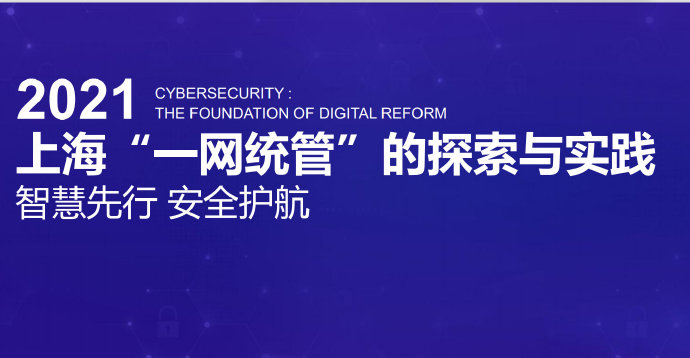 2021
CYBERSECURITY :
THE FOUNDATION OF DIGITAL REFORM
上海“一网统管”的探索与实践
智慧先行 安全护航